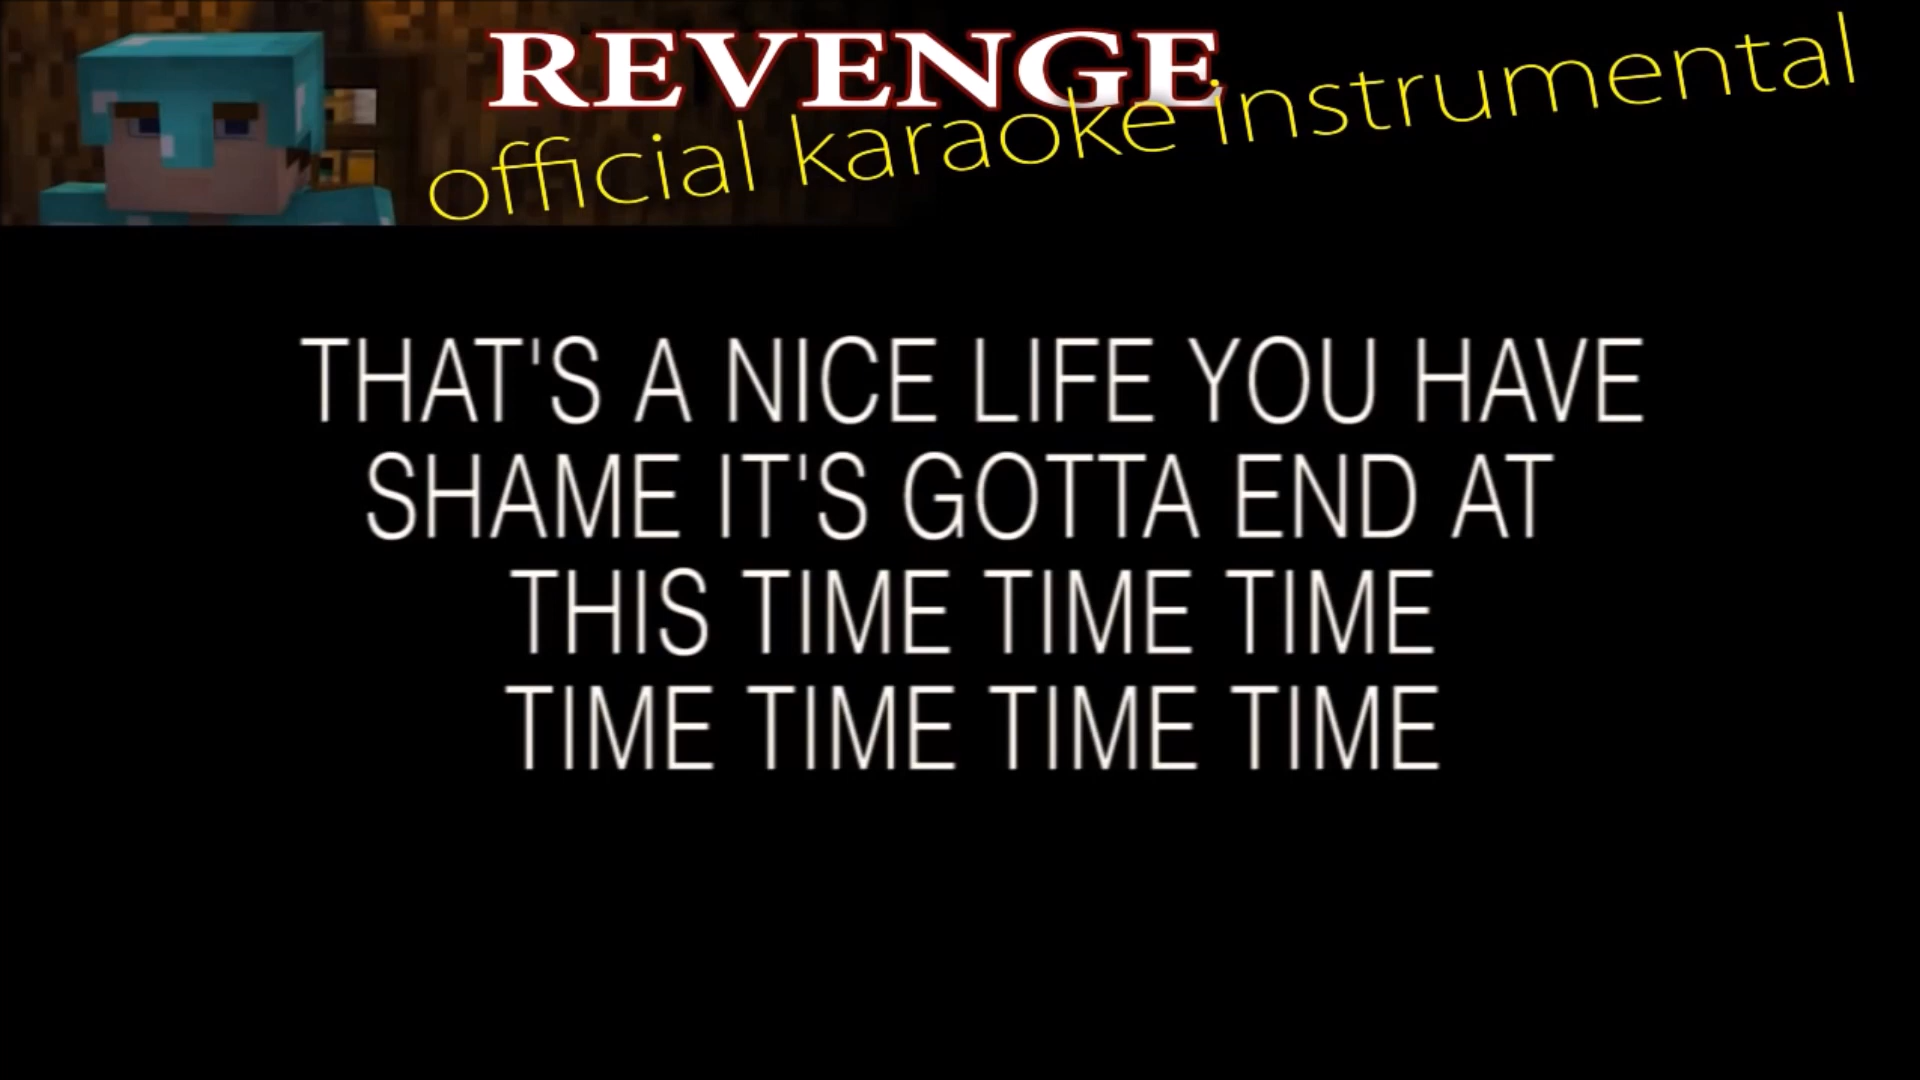 REVENGE
official karaoke instrumental
THAT'S A NICE LIFE YOU HAVE
SHAME IT'S GOTTA END AT
THIS TIME TIME TIME
TIME TIME TIME TIME